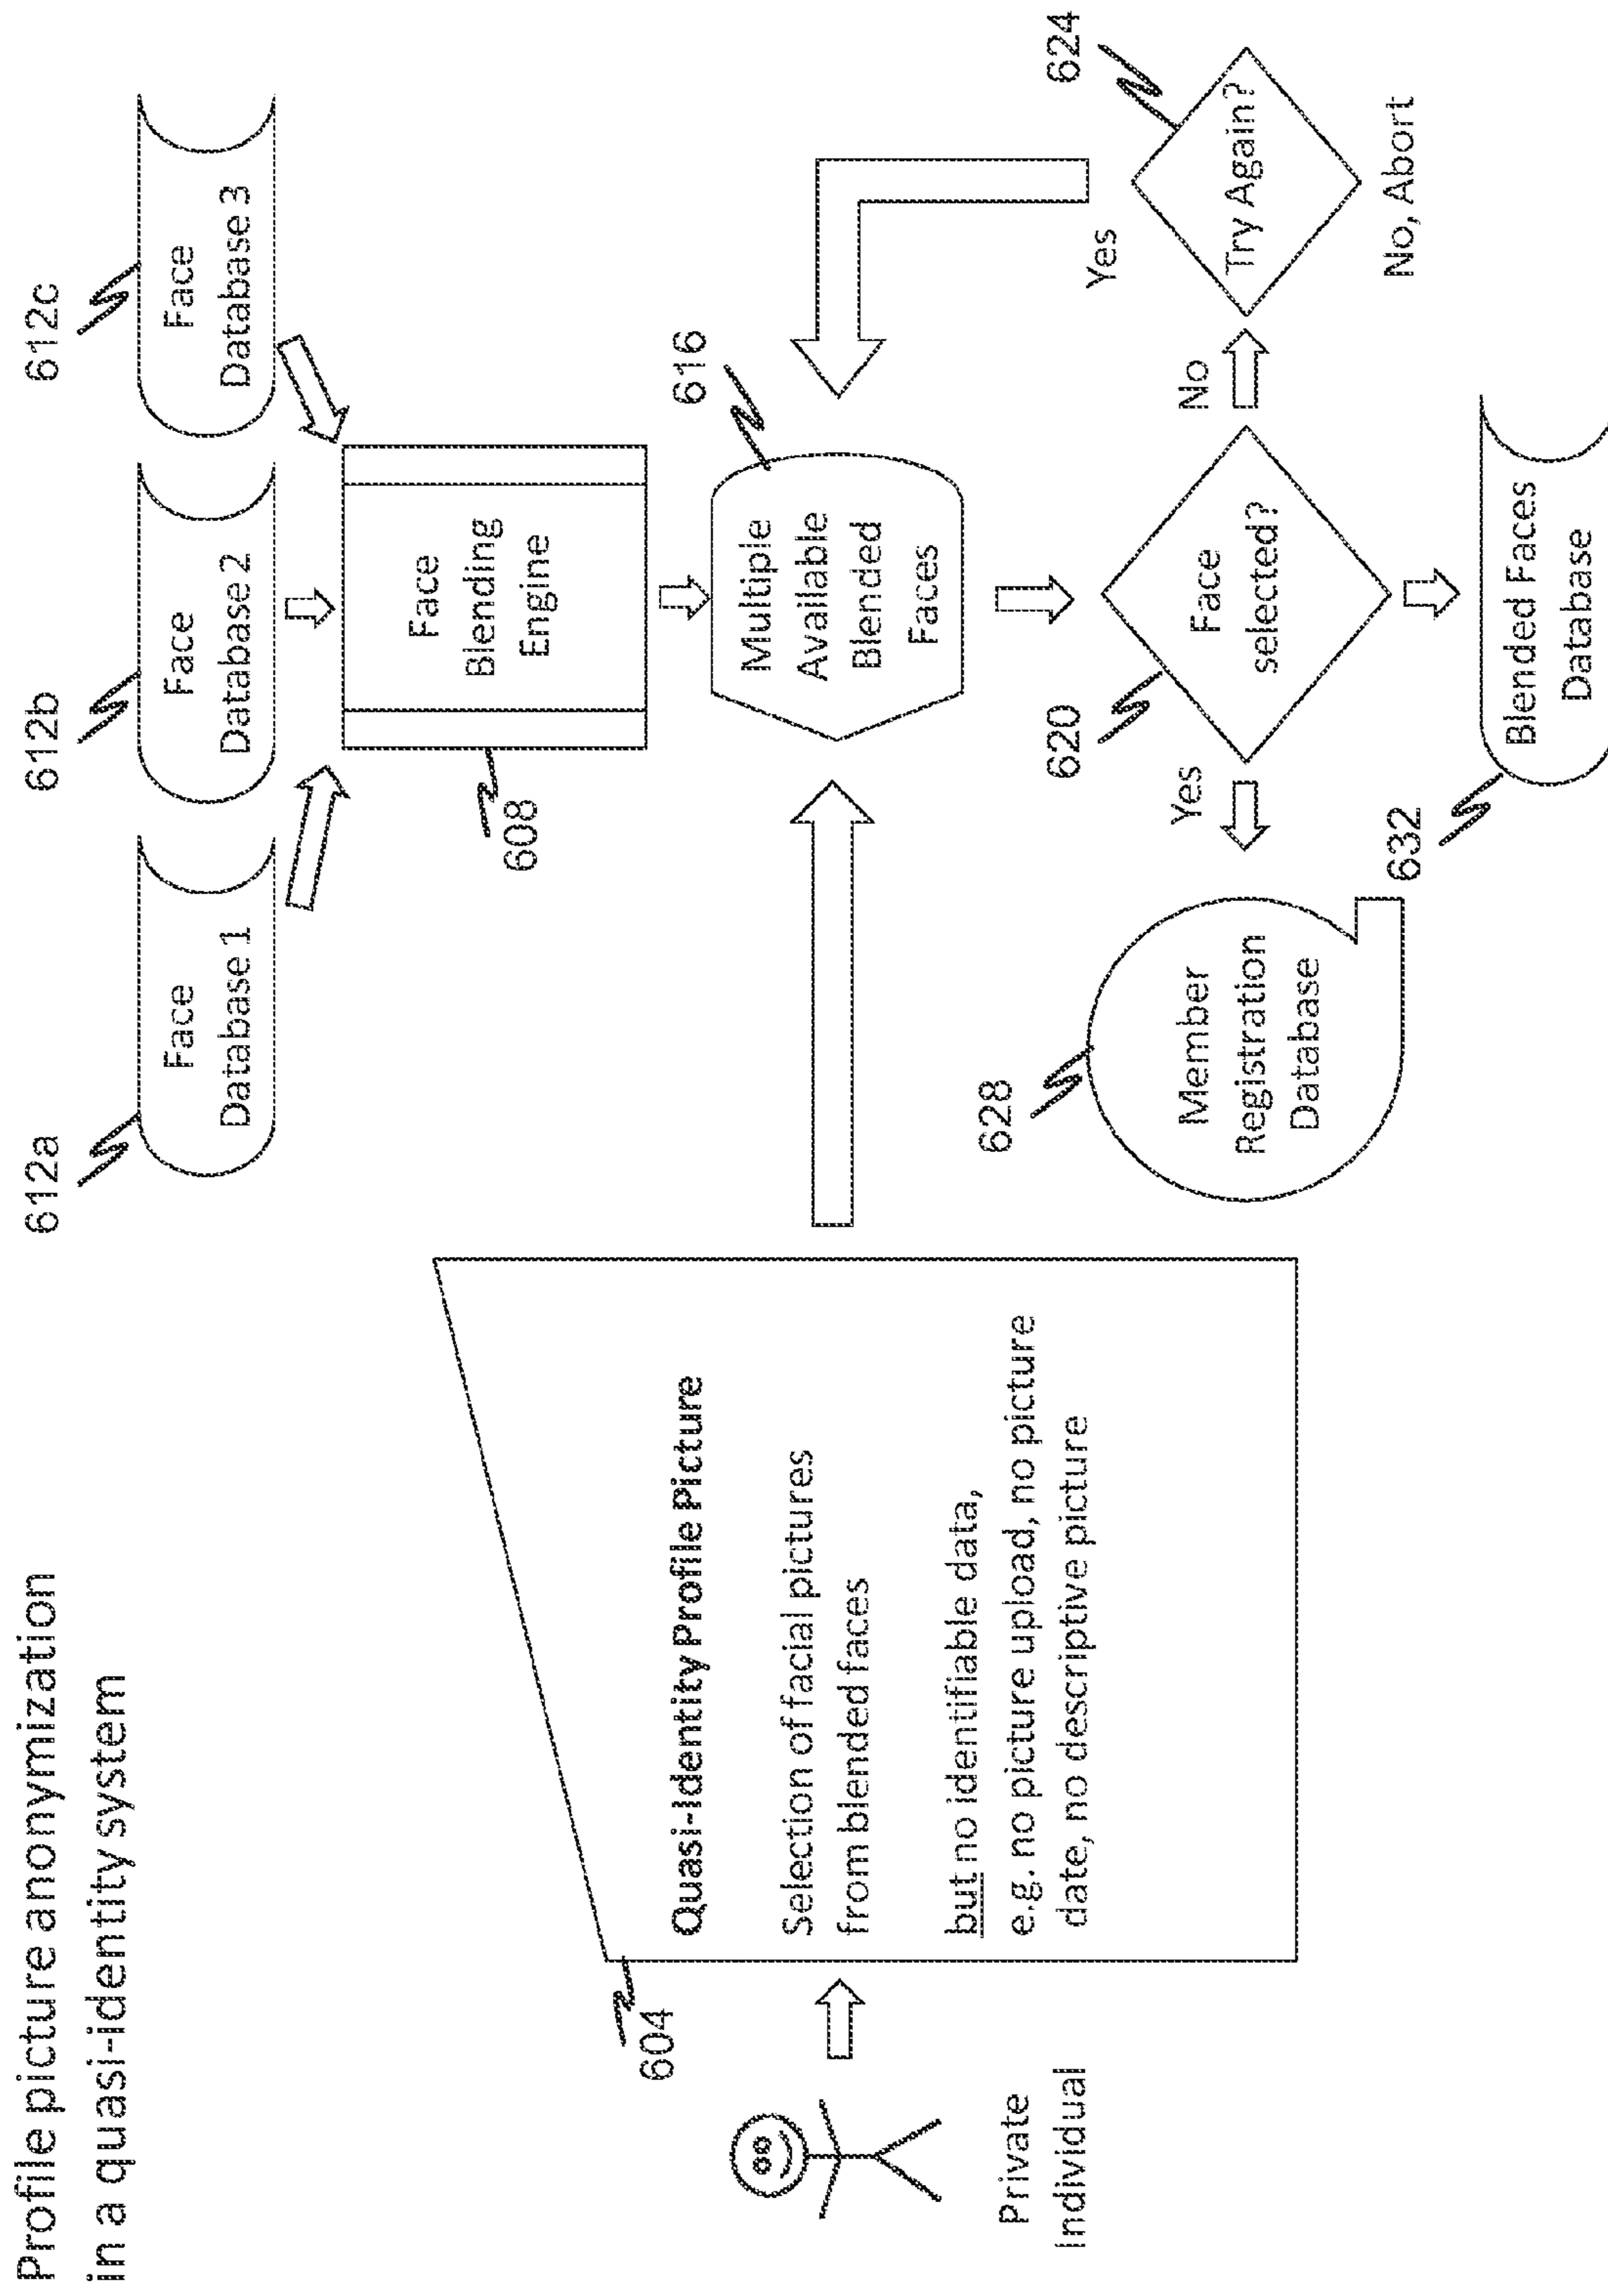 Profile picture anonymization
in a quasi-identity system
612a
612b
612c
Face
Database 1
Face
Database 2
Face
Database 3
608
Face
Blending
Engine
616
Multiple
Available
Blended
Faces
Private
Individual
604
Quasi-Identity Profile Picture
Selection of facial pictures
from blended faces
but no identifiable data,
e.g. no picture upload, no picture
date, no descriptive picture
620
Face
selected?
Yes
No
624
Try Again?
Yes
No, Abort
628
Member
Registration
Database
632
Blended Faces
Database